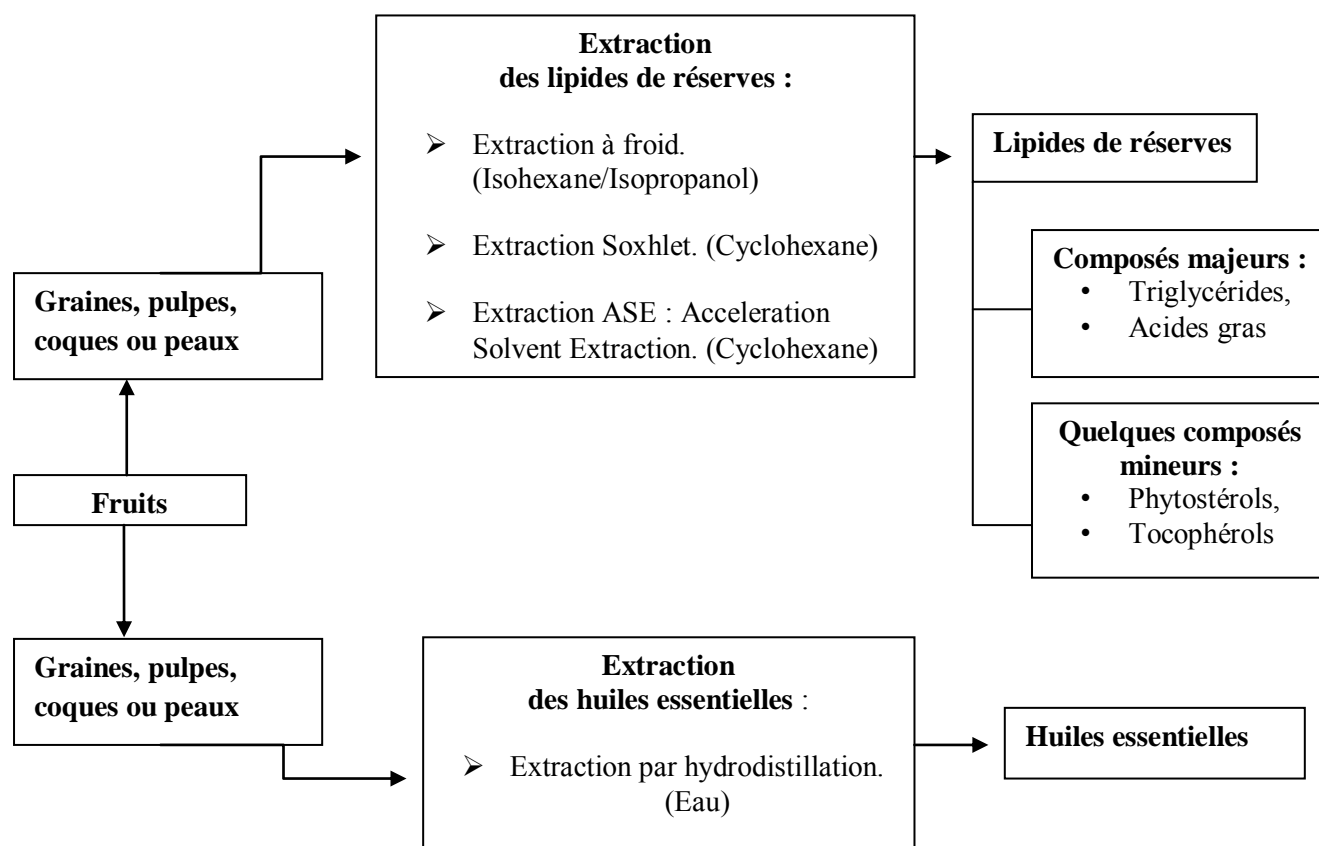 Extraction
des lipides de réserves :
➢ Extraction à froid.
(Isohexane/Isopropanol)
➢ Extraction Soxhlet. (Cyclohexane)
➢ Extraction ASE : Acceleration
Solvent Extraction. (Cyclohexane)
Lipides de réserves
Composés majeurs :
• Triglycérides,
• Acides gras
Quelques composés
mineurs :
• Phytostérols,
• Tocophérols
Graines, pulpes,
coques ou peaux
Fruits
Graines, pulpes,
coques ou peaux
Extraction
des huiles essentielles :
➢ Extraction par hydrodistillation.
(Eau)
Huiles essentielles